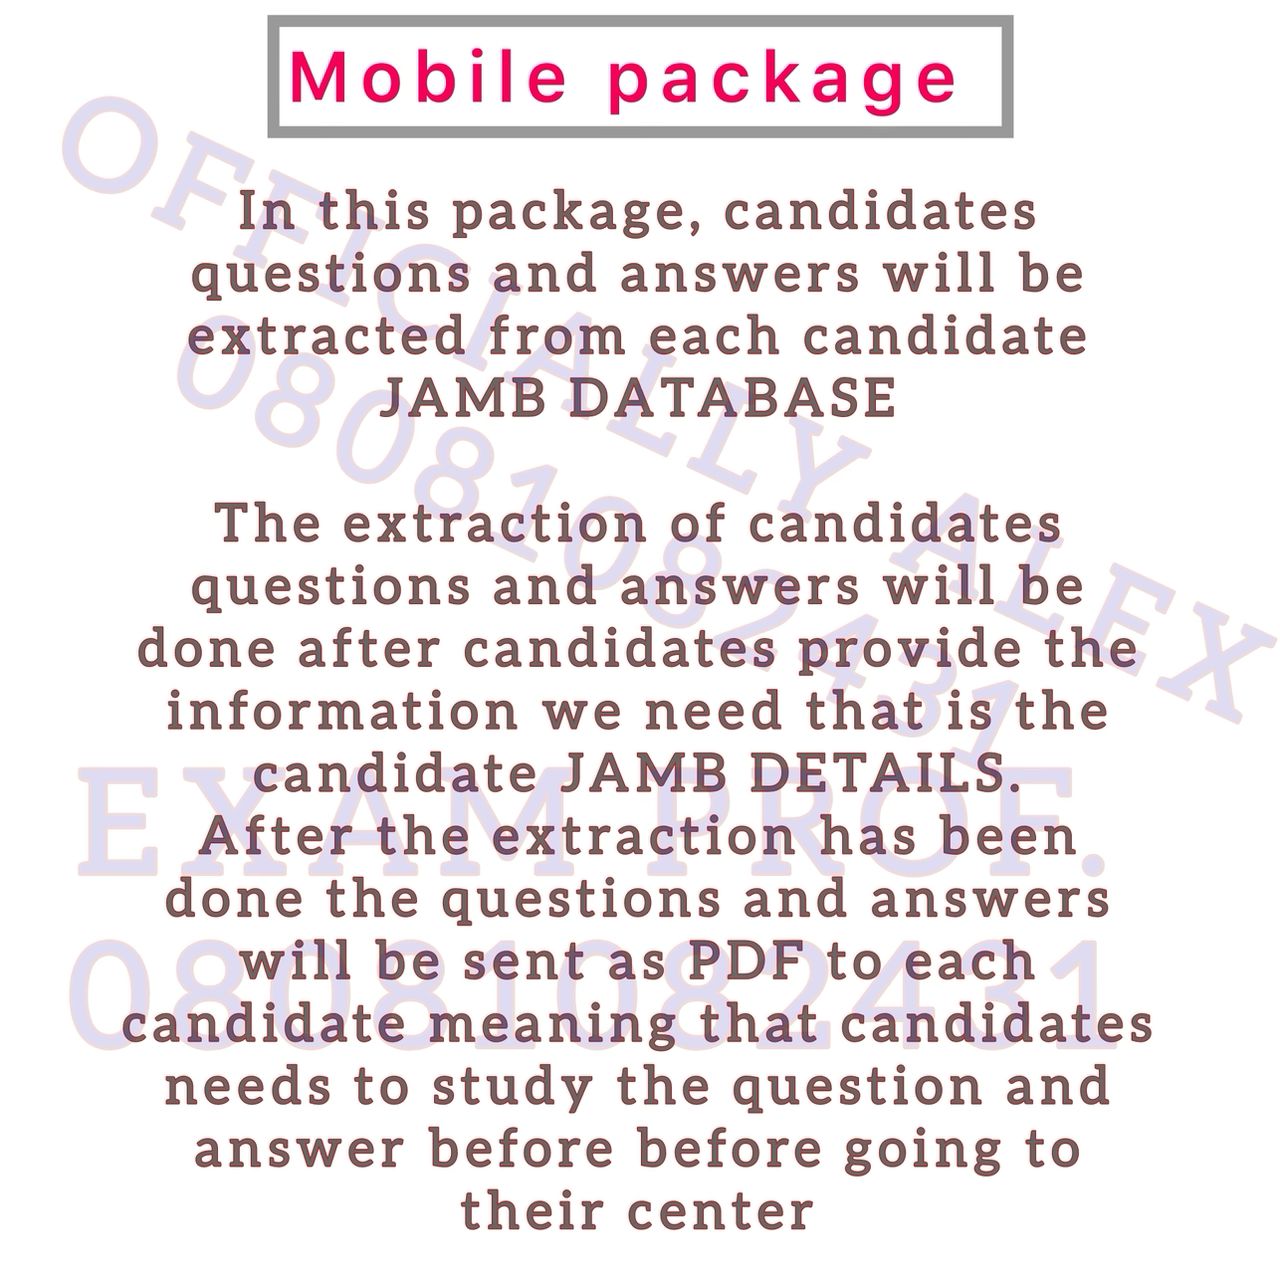 Mobile package
In this package, candidates
questions and answers will be
extracted from each candidate
JAMB DATABASE
The extraction of candidates
questions and answers will be
done after candidates provide the
information we need that is the
candidate JAMB DETAILS.
After the extraction has been
done the questions and answers
will be sent as PDF to each
candidate meaning that candidates
needs to study the question and
answer before before going to
their center
OFFICIALLY ALEX
08081082431
EXAM PROF.
08081082431